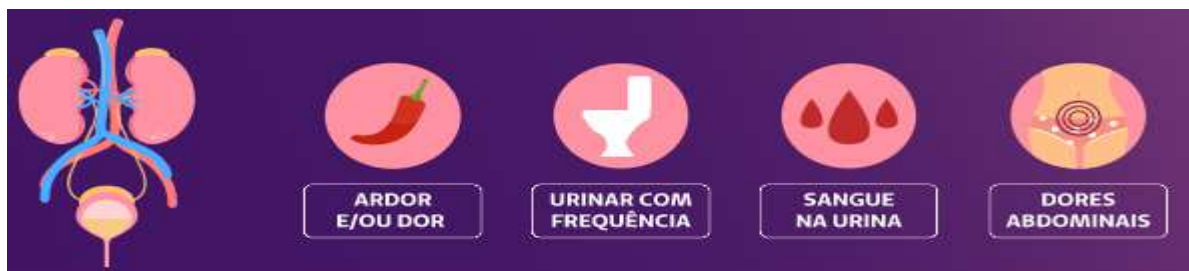 ARDOR
E/OU DOR
URINAR COM
FREQUÊNCIA
SANGUE
NA URINA
DORES
ABDOMINAIS